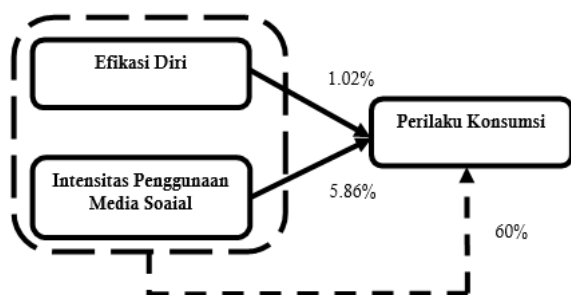 Efikasi Diri
1.02%
Perilaku Konsumsi
Intensitas Penggunaan
Media Soaial
5.86%
60%